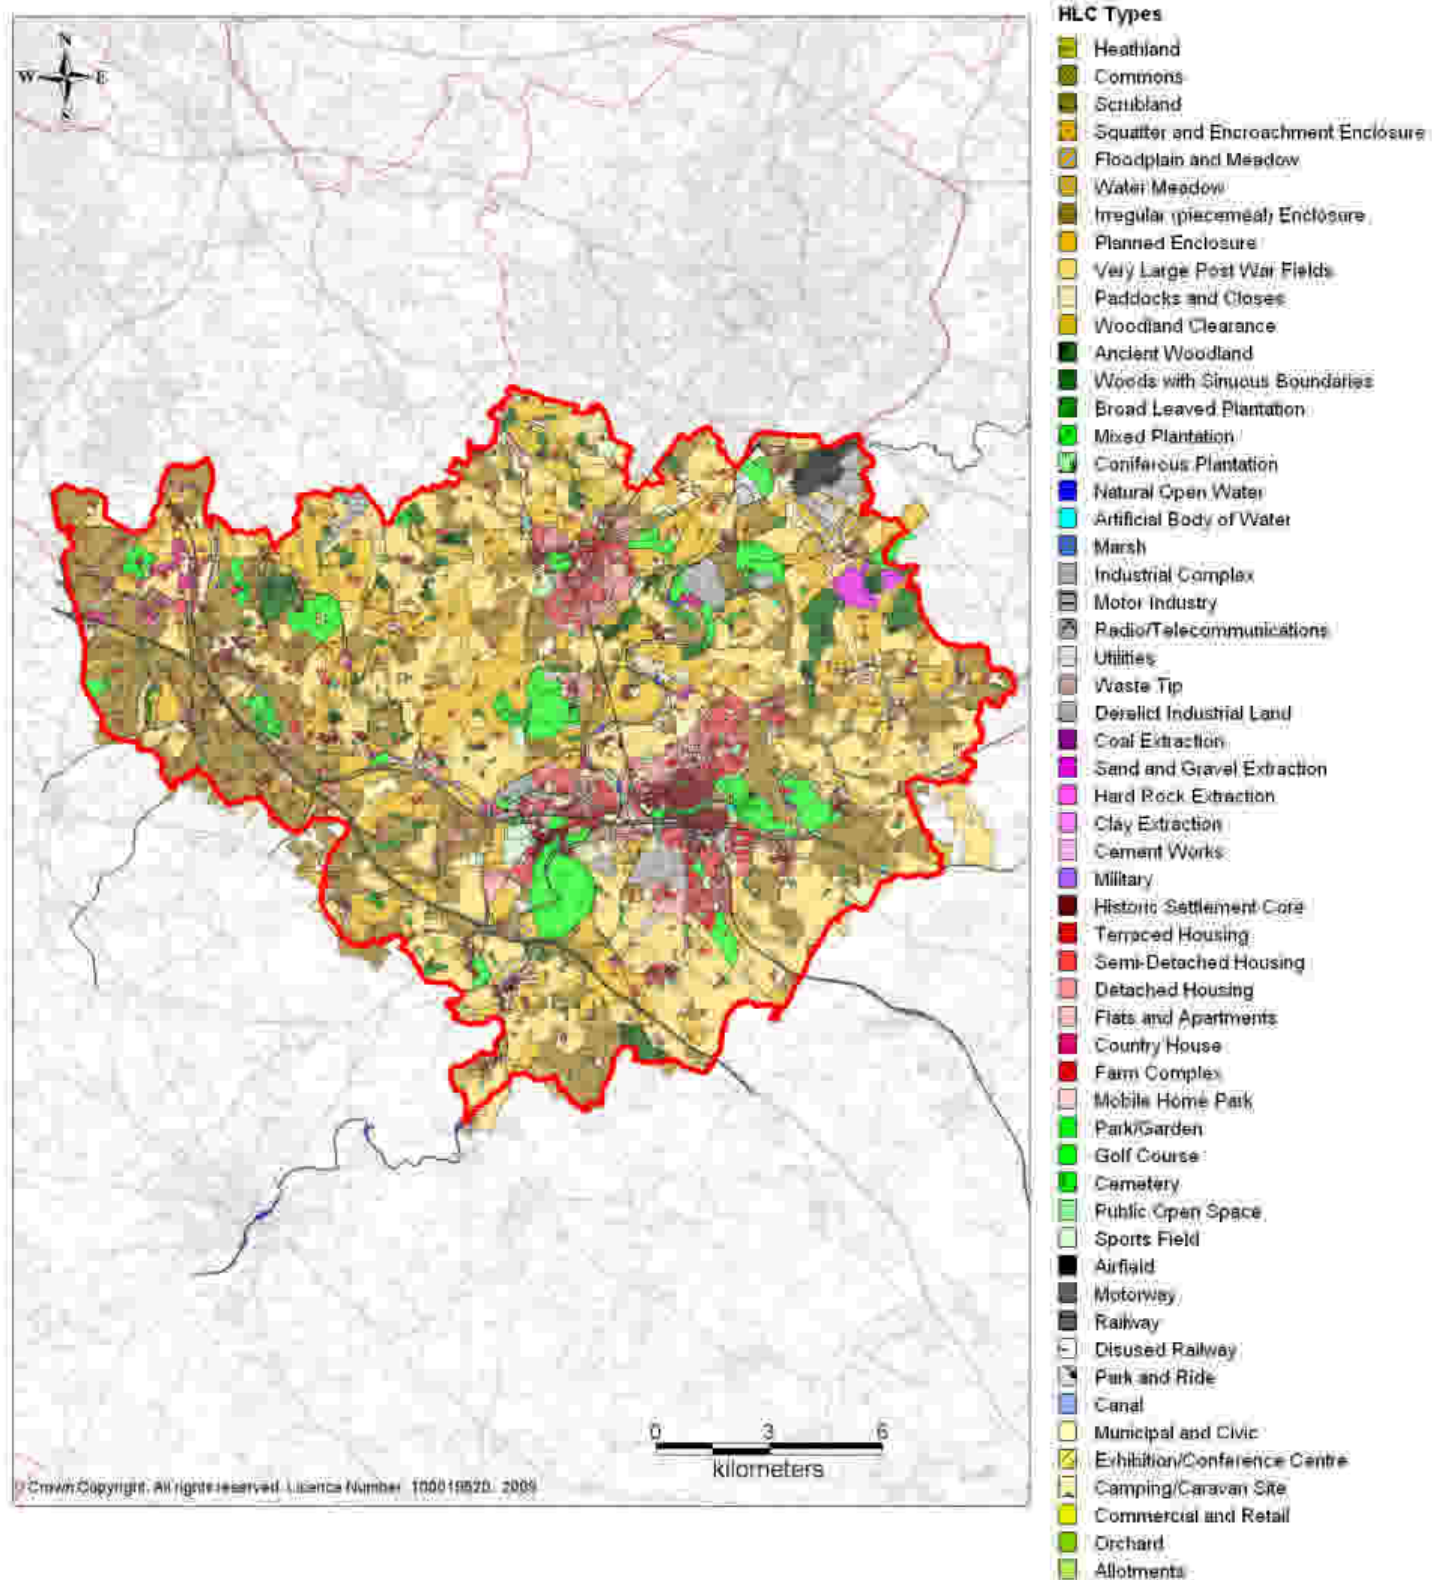 N
W E
S
0 3 6
kilometers
© Crown Copyright. All rights reserved. Licence Number 100019520. 2009
HLC Types
Heathland
Commons
Scrubland
Squatter and Encroachment Enclosure
Floodplain and Meadow
Water Meadow
Irregular (piecemeal) Enclosure
Planned Enclosure
Very Large Post War Fields
Paddocks and Closes
Woodland Clearance
Ancient Woodland
Woods with Sinuous Boundaries
Broad Leaved Plantation
Mixed Plantation
Coniferous Plantation
Natural Open Water
Artificial Body of Water
Marsh
Industrial Complex
Motor Industry
Radio/Telecommunications
Utilities
Waste Tip
Derelict Industrial Land
Coal Extraction
Sand and Gravel Extraction
Hard Rock Extraction
Clay Extraction
Cement Works
Military
Historic Settlement Core
Terraced Housing
Semi-Detached Housing
Detached Housing
Flats and Apartments
Country House
Farm Complex
Mobile Home Park
Park/Garden
Golf Course
Cemetery
Public Open Space
Sports Field
Airfield
Motorway
Railway
Disused Railway
Park and Ride
Canal
Municipal and Civic
Exhibition/Conference Centre
Camping/Caravan Site
Commercial and Retail
Orchard
Allotments